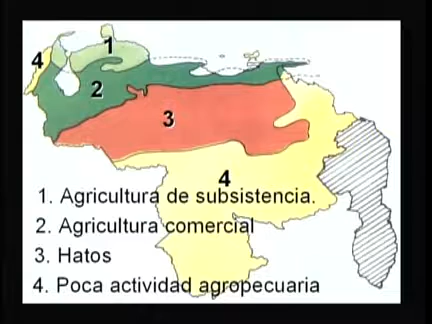 1
4
2
3
4
1. Agricultura de subsistencia.
2. Agricultura comercial
3. Hatos
4. Poca actividad agropecuaria